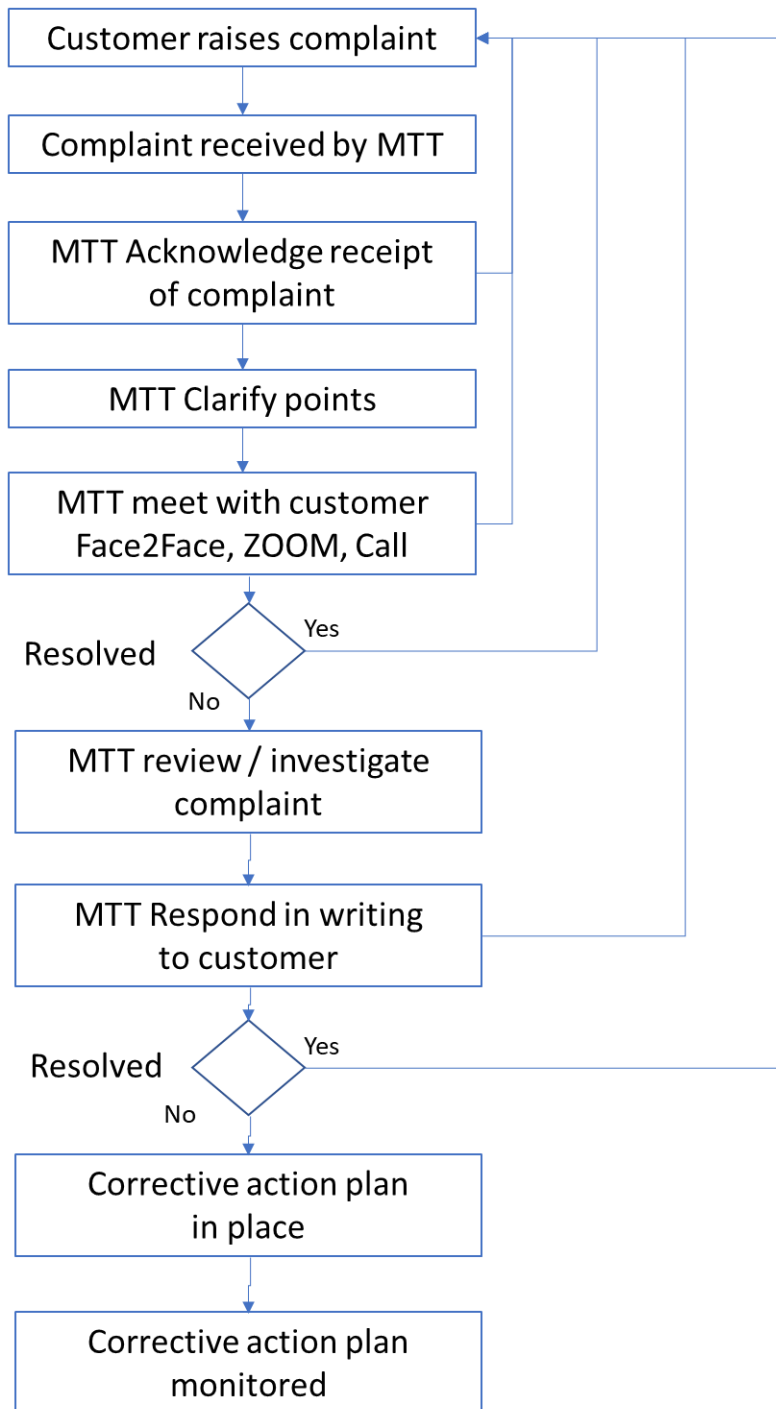 Customer raises complaint
Complaint received by MTT
MTT Acknowledge receipt
of complaint
MTT Clarify points
MTT meet with customer
Face2Face, ZOOM, Call
Yes
Resolved
No
MTT review / investigate
complaint
MTT Respond in writing
to customer
Yes
Resolved
No
Corrective action plan
in place
Corrective action plan
monitored